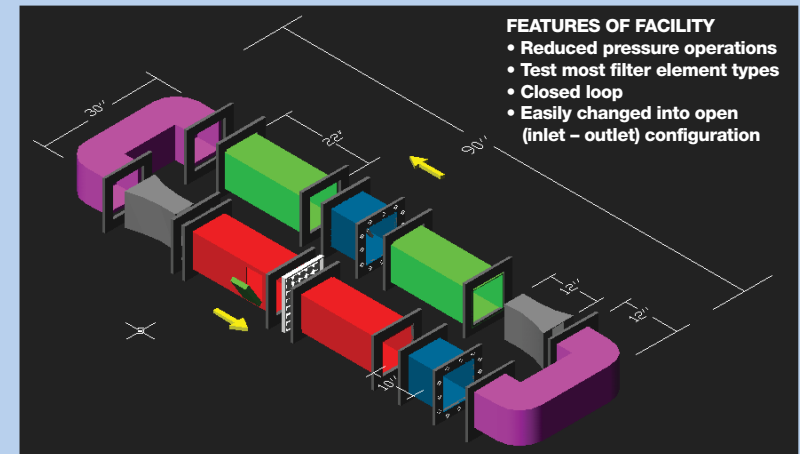 FEATURES OF FACILITY
• Reduced pressure operations
• Test most filter element types
• Closed loop
• Easily changed into open
(inlet – outlet) configuration
30"
22"
90"
12"
12"
10"